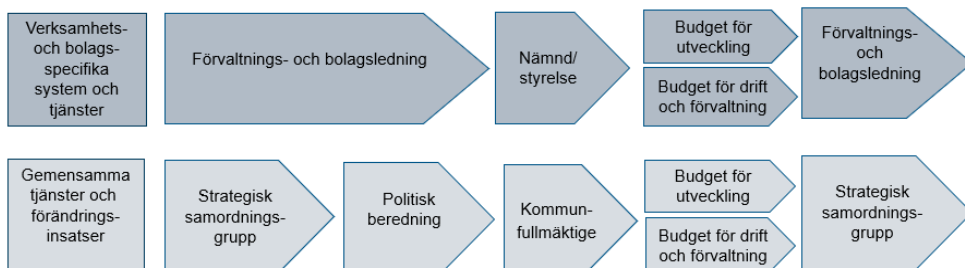 Verksamhets-
och bolags-
specifika
system och
tjänster
Förvaltnings- och bolagsledning
Nämnd/
styrelse
Budget för
utveckling
Budget för drift
och förvaltning
Förvaltnings-
och
bolagsledning
Gemensamma
tjänster och
förändrings-
insatser
Strategisk
samordnings-
grupp
Politisk
beredning
Kommun-
fullmäktige
Budget för
utveckling
Budget för drift
och förvaltning
Strategisk
samordnings-
grupp